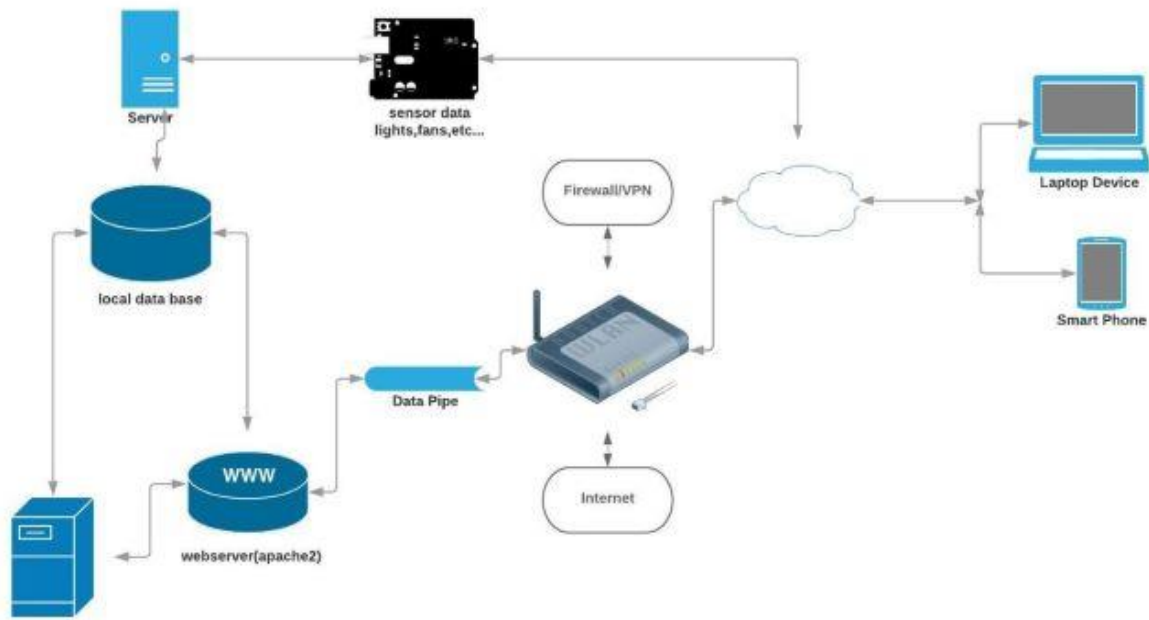 Server
sensor data
lights,fans,etc...
Firewall/VPN
Laptop Device
local data base
Smart Phone
WLAN
Data Pipe
WWW
Internet
webserver(apache2)